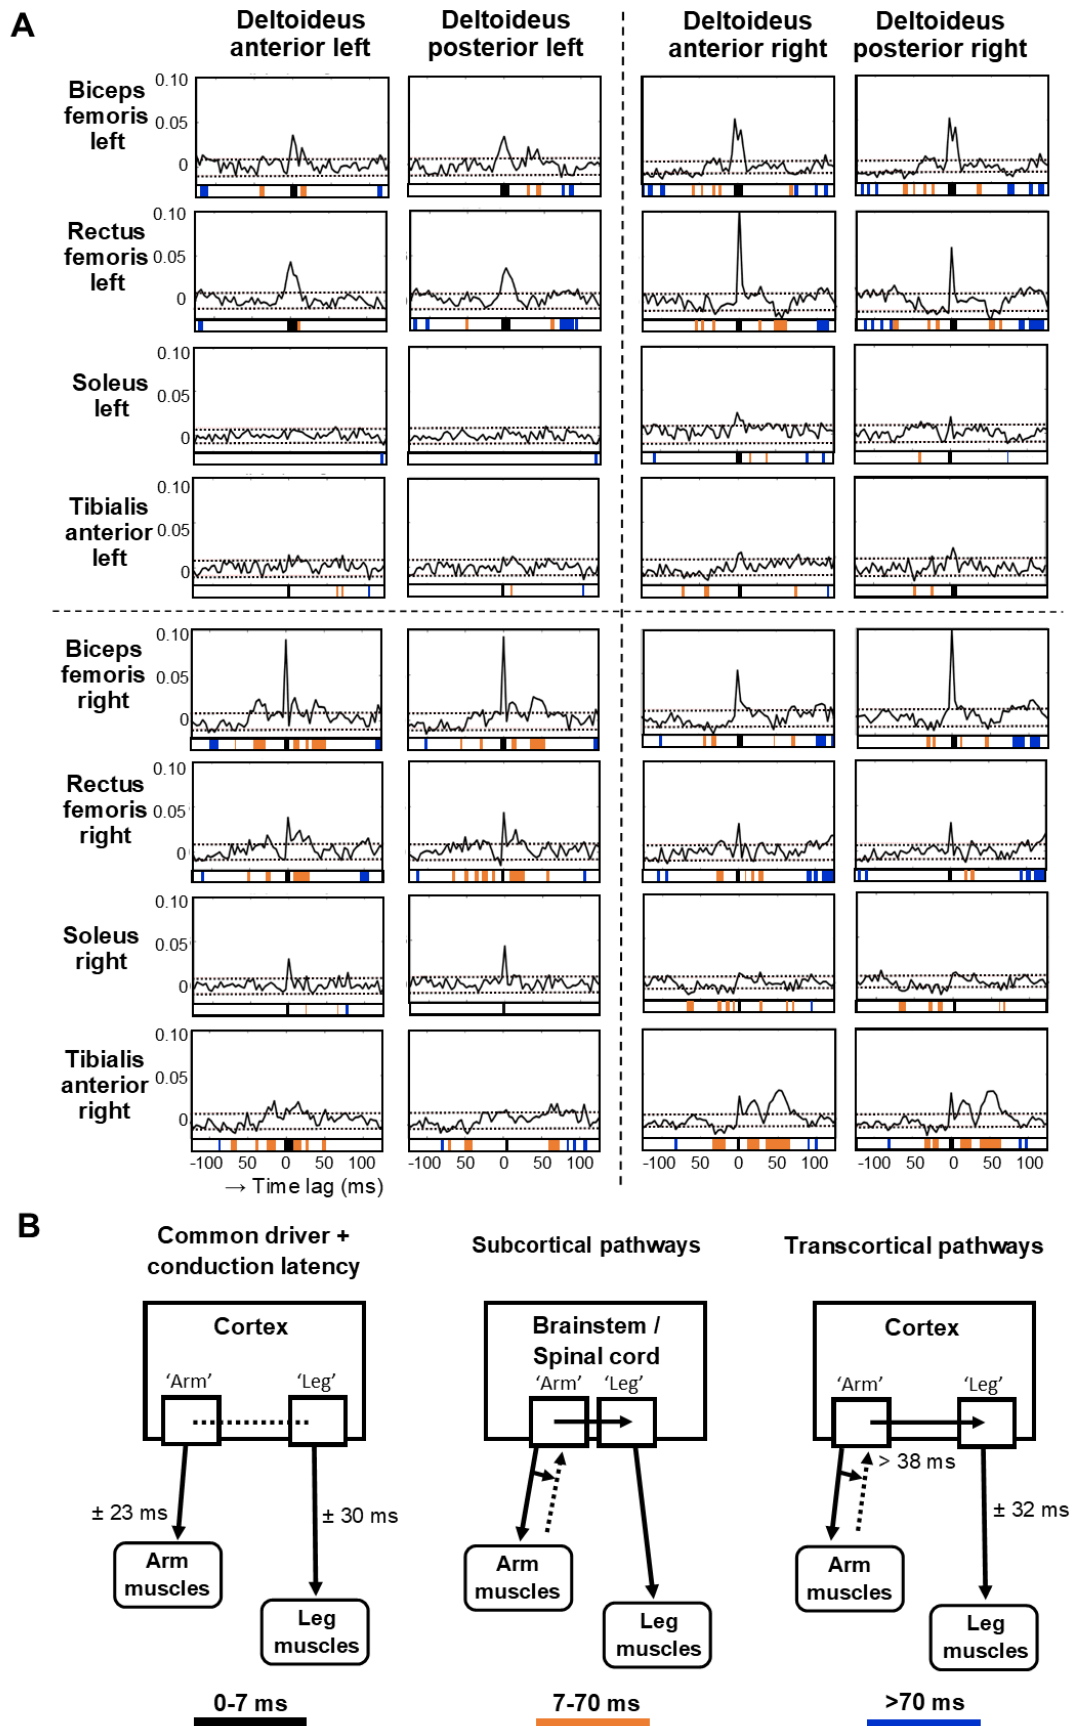 A
Deltoideus anterior left
Deltoideus posterior left
Deltoideus anterior right
Deltoideus posterior right
Biceps femoris left
0.10
0.05
0
Rectus femoris left
0.10
0.05
0
Soleus left
0.10
0.05
0
Tibialis anterior left
0.10
0.05
0
Biceps femoris right
0.10
0.05
0
Rectus femoris right
0.10
0.05
0
Soleus right
0.10
0.05
0
Tibialis anterior right
0.10
0.05
0
-100 -50 0 50 100
-100 -50 0 50 100
-100 -50 0 50 100
-100 -50 0 50 100
→ Time lag (ms)
B
Common driver + conduction latency
Cortex
'Arm' 'Leg'
± 23 ms
± 30 ms
Arm muscles
Leg muscles
0-7 ms
Subcortical pathways
Brainstem / Spinal cord
'Arm' 'Leg'
Arm muscles
Leg muscles
7-70 ms
Transcortical pathways
Cortex
'Arm' 'Leg'
> 38 ms
± 32 ms
Arm muscles
Leg muscles
>70 ms